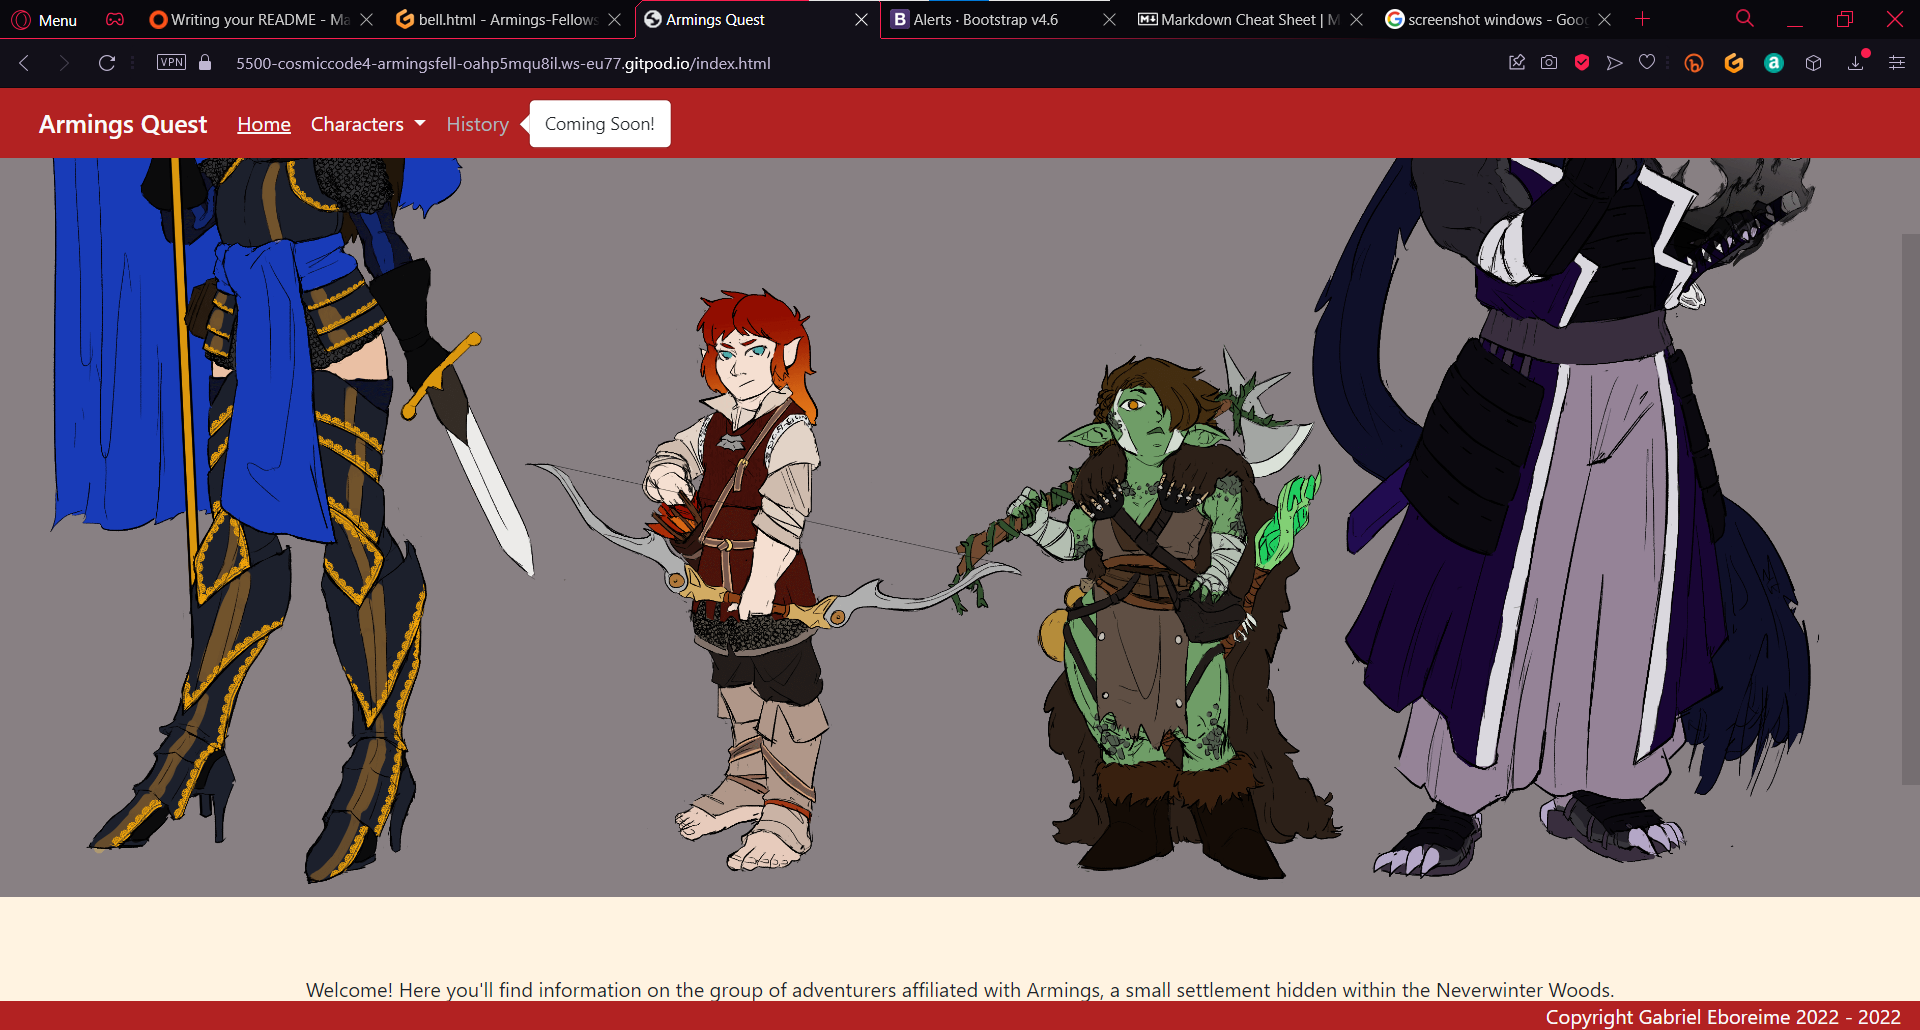 Menu
Writing your README - Ma
bell.html - Armings-Fellows
Armings Quest
Alerts · Bootstrap v4.6
Markdown Cheat Sheet | M
screenshot windows - Goo
VPN
5500-cosmiccode4-armingsfell-oahp5mqu8il.ws-eu77.gitpod.io/index.html
Armings Quest
Home
Characters
History
Coming Soon!
Welcome! Here you'll find information on the group of adventurers affiliated with Armings, a small settlement hidden within the Neverwinter Woods.
Copyright Gabriel Eboreime 2022 - 2022